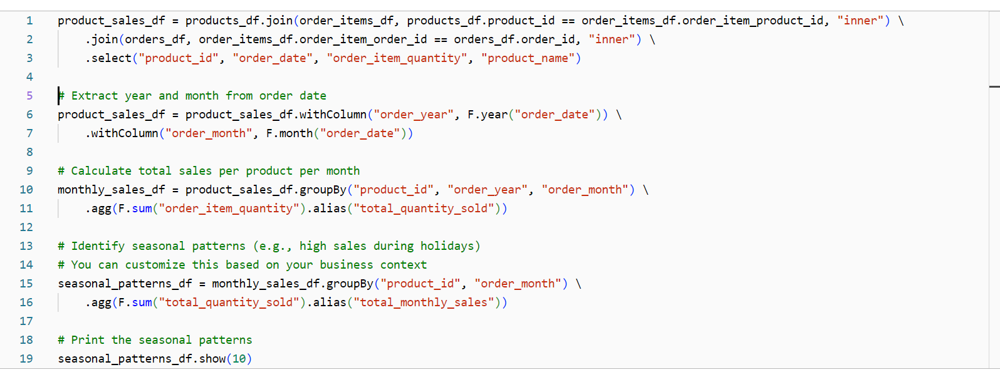 1 product_sales_df = products_df.join(order_items_df, products_df.product_id == order_items_df.order_item_product_id, "inner") \
2     .join(orders_df, order_items_df.order_item_order_id == orders_df.order_id, "inner") \
3     .select("product_id", "order_date", "order_item_quantity", "product_name")
4
5 # Extract year and month from order date
6 product_sales_df = product_sales_df.withColumn("order_year", F.year("order_date")) \
7     .withColumn("order_month", F.month("order_date"))
8
9 # Calculate total sales per product per month
10 monthly_sales_df = product_sales_df.groupBy("product_id", "order_year", "order_month") \
11     .agg(F.sum("order_item_quantity").alias("total_quantity_sold"))
12
13 # Identify seasonal patterns (e.g., high sales during holidays)
14 # You can customize this based on your business context
15 seasonal_patterns_df = monthly_sales_df.groupBy("product_id", "order_month") \
16     .agg(F.sum("total_quantity_sold").alias("total_monthly_sales"))
17
18 # Print the seasonal patterns
19 seasonal_patterns_df.show(10)